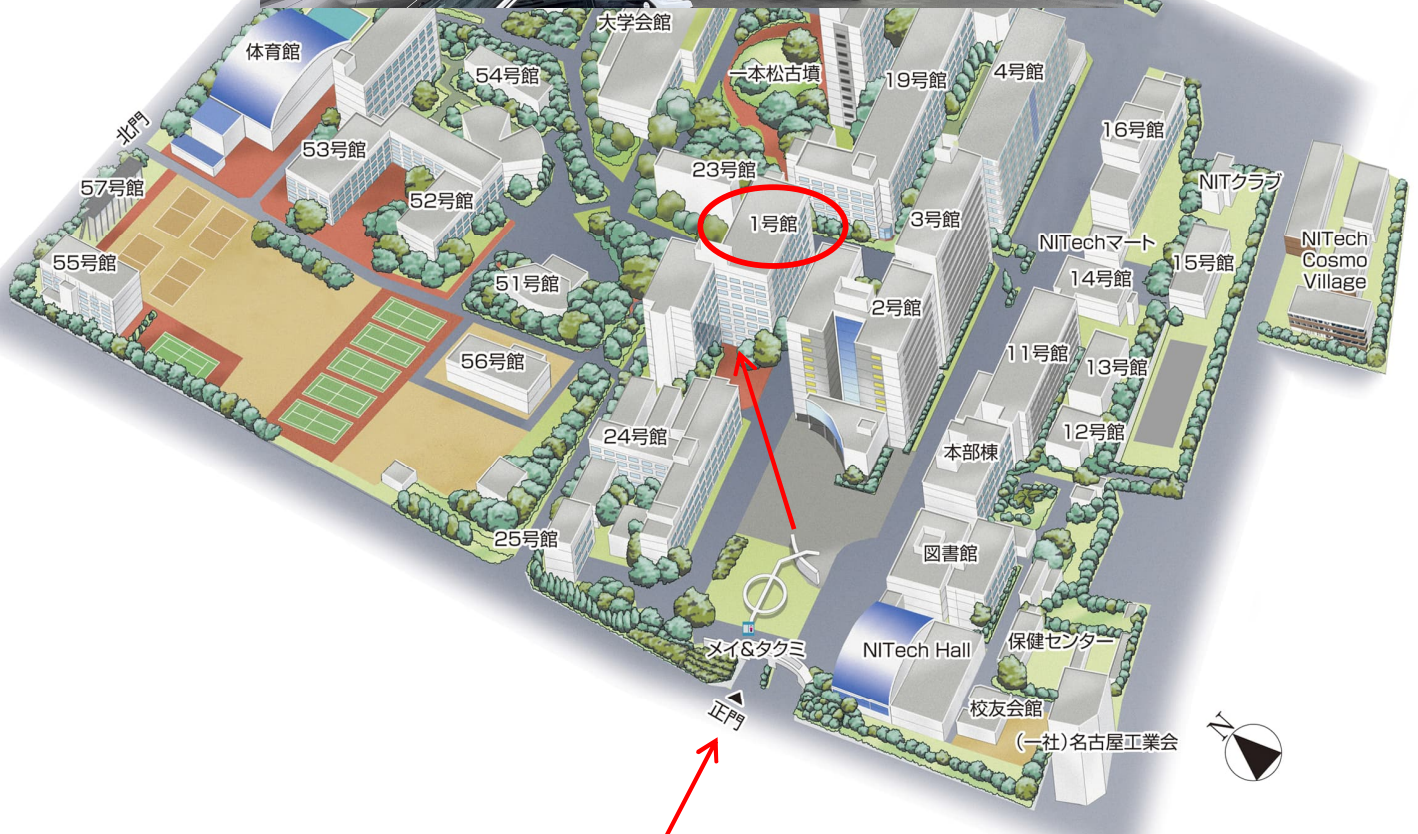 大学会館
体育館
54号館
一本松古墳
19号館
4号館
北門
53号館
16号館
57号館
52号館
23号館
NITクラブ
1号館
3号館
55号館
51号館
NITechマート
14号館
15号館
NITech
Cosmo
Village
2号館
56号館
11号館
13号館
24号館
本部棟
12号館
25号館
図書館
メイ&タクミ
NITech Hall
保健センター
正門
校友会館
(一社)名古屋工業会
N